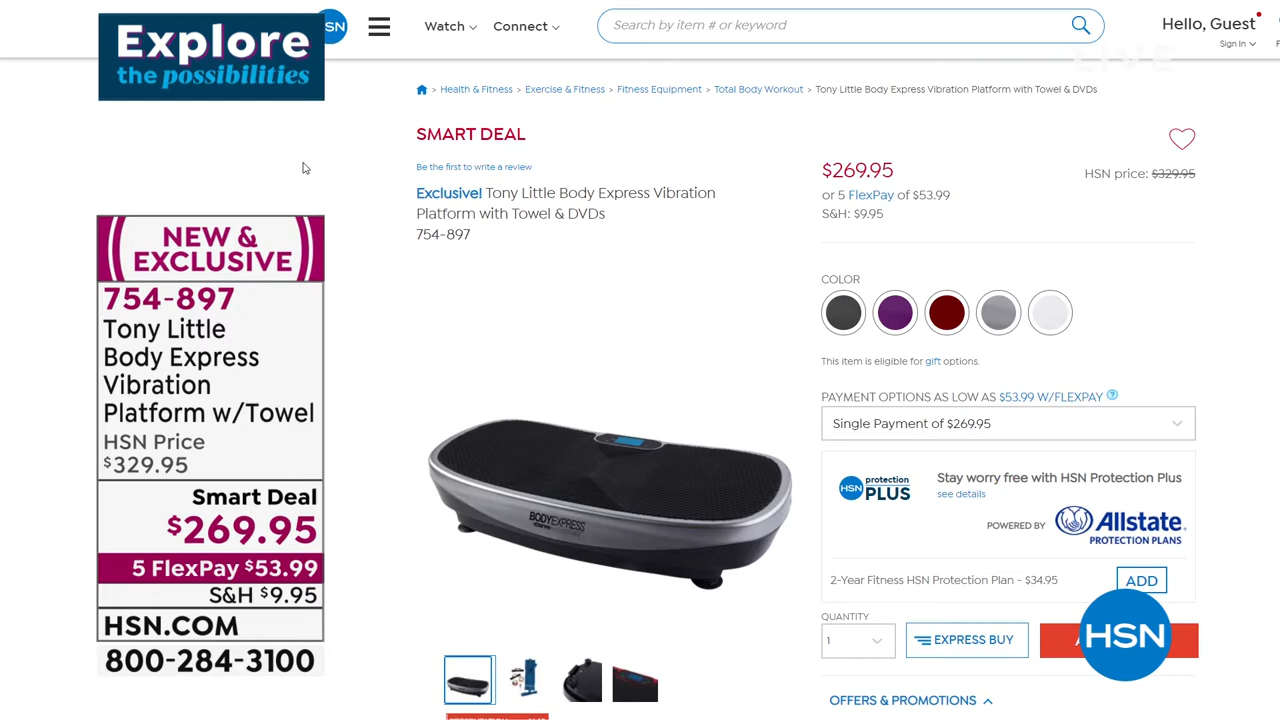 Explore
the possibilities
SN
Watch
Connect
Search by item # or keyword
Hello, Guest
Sign In
LIVE
Health & Fitness > Exercise & Fitness > Fitness Equipment > Total Body Workout > Tony Little Body Express Vibration Platform with Towel & DVDs
SMART DEAL
Be the first to write a review
Exclusive! Tony Little Body Express Vibration
Platform with Towel & DVDs
754-897
$269.95
HSN price: $329.95
or 5 FlexPay of $53.99
S&H: $9.95
COLOR
This item is eligible for gift options.
PAYMENT OPTIONS AS LOW AS $53.99 W/FLEXPAY ?
Single Payment of $269.95
HSN protection PLUS
Stay worry free with HSN Protection Plus
see details
POWERED BY Allstate
PROTECTION PLANS
2-Year Fitness HSN Protection Plan - $34.95
ADD
QUANTITY
1
EXPRESS BUY
HSN
OFFERS & PROMOTIONS
BODYEXPRESS
NEW &
EXCLUSIVE
754-897
Tony Little
Body Express
Vibration
Platform w/Towel
HSN Price
$329.95
Smart Deal
$269.95
5 FlexPay $53.99
S&H $9.95
HSN.COM
800-284-3100